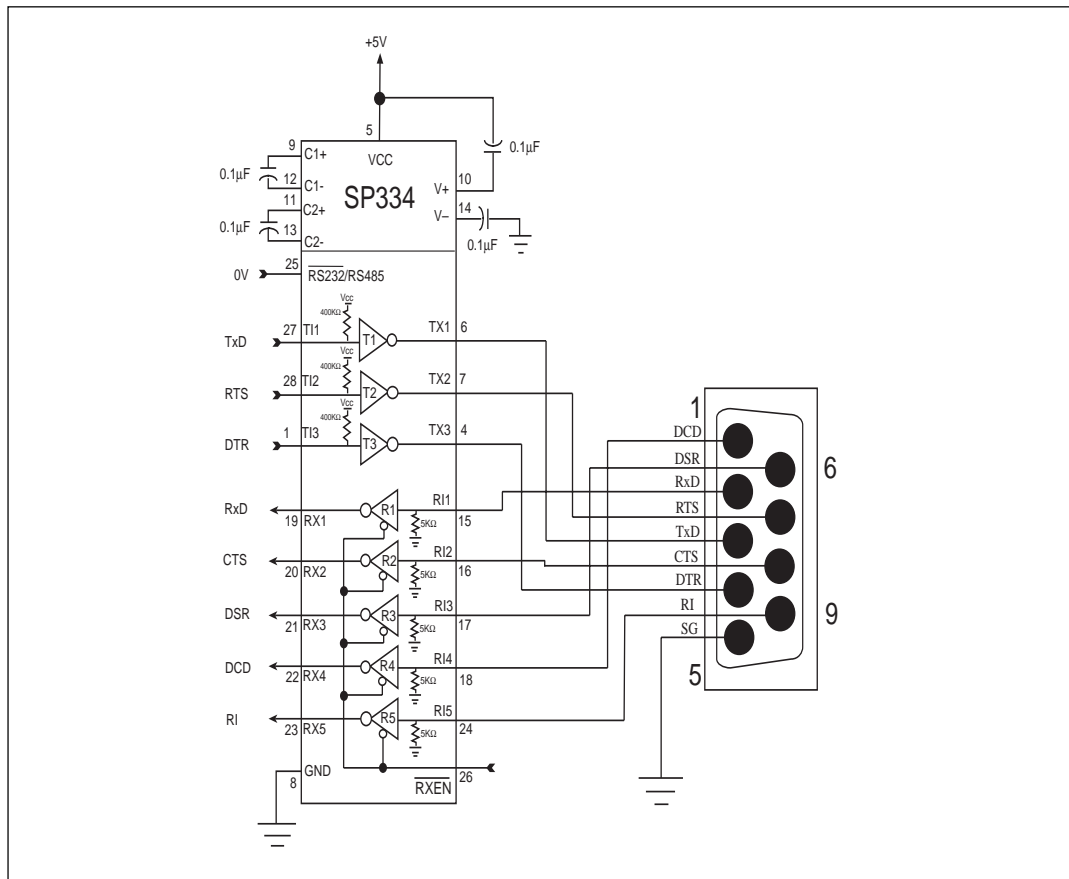 +5V
5
9 C1+ VCC 0.1µF
0.1µF 12 C1- SP334 V+ 10
11 C2+ V– 14
0.1µF 13 C2- 0.1µF
0V 25 RS232/RS485
Vcc
400KΩ
TxD 27 TI1 T1 TX1 6
Vcc
400KΩ
RTS 28 TI2 T2 TX2 7
Vcc
400KΩ
DTR 1 TI3 T3 TX3 4
RxD 19 RX1 R1 RI1 5KΩ 15
CTS 20 RX2 R2 RI2 5KΩ 16
DSR 21 RX3 R3 RI3 5KΩ 17
DCD 22 RX4 R4 RI4 5KΩ 18
RI 23 RX5 R5 RI5 5KΩ 24
GND 8 RXEN 26
1
DCD
DSR 6
RxD
RTS
TxD
CTS
DTR
RI 9
SG
5